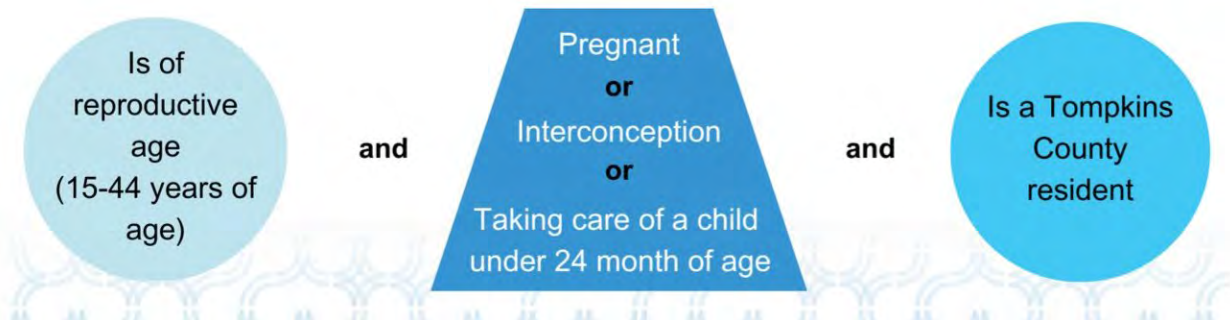 Is of
reproductive
age
(15-44 years of
age)
and
Pregnant
or
Interconception
or
Taking care of a child
under 24 month of age
and
Is a Tompkins
County
resident